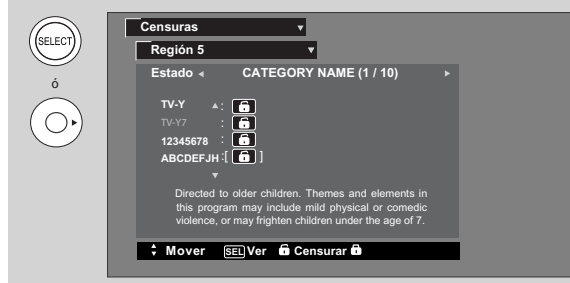 SELECT
ó
Censuras
Región 5
Estado CATEGORY NAME (1 / 10)
TV-Y :
TV-Y7 :
12345678 :
ABCDEFJH :[ ]
Directed to older children. Themes and elements in
this program may include mild physical or comedic
violence, or may frighten children under the age of 7.
Mover SEL Ver Censurar